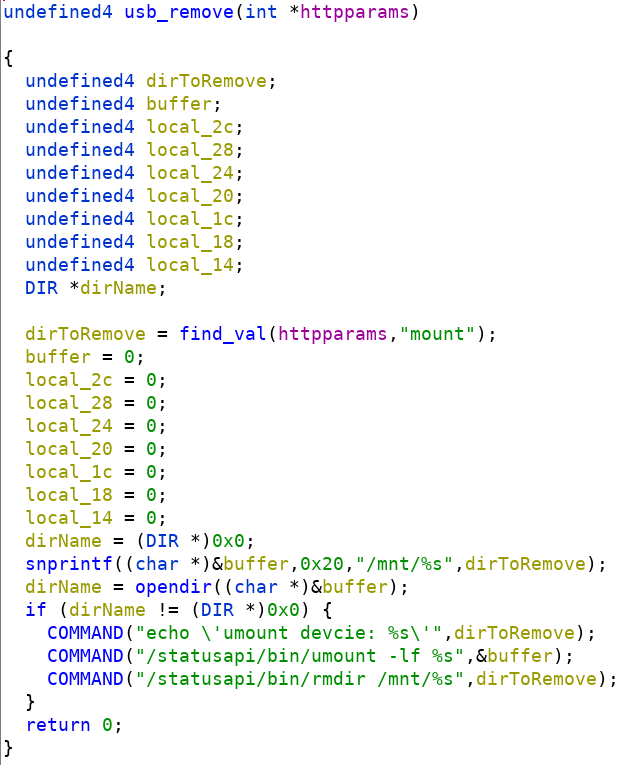 undefined4 usb_remove(int *httpparams)
{
undefined4 dirToRemove;
undefined4 buffer;
undefined4 local_2c;
undefined4 local_28;
undefined4 local_24;
undefined4 local_20;
undefined4 local_1c;
undefined4 local_18;
undefined4 local_14;
DIR *dirName;
dirToRemove = find_val(httpparams,"mount");
buffer = 0;
local_2c = 0;
local_28 = 0;
local_24 = 0;
local_20 = 0;
local_1c = 0;
local_18 = 0;
local_14 = 0;
dirName = (DIR *)0x0;
snprintf((char *)&buffer,0x20,"/mnt/%s",dirToRemove);
dirName = opendir((char *)&buffer);
if (dirName != (DIR *)0x0) {
COMMAND("echo \'umount devcie: %s\'",dirToRemove);
COMMAND("/statusapi/bin/umount -lf %s",&buffer);
COMMAND("/statusapi/bin/rmdir /mnt/%s",dirToRemove);
}
return 0;
}